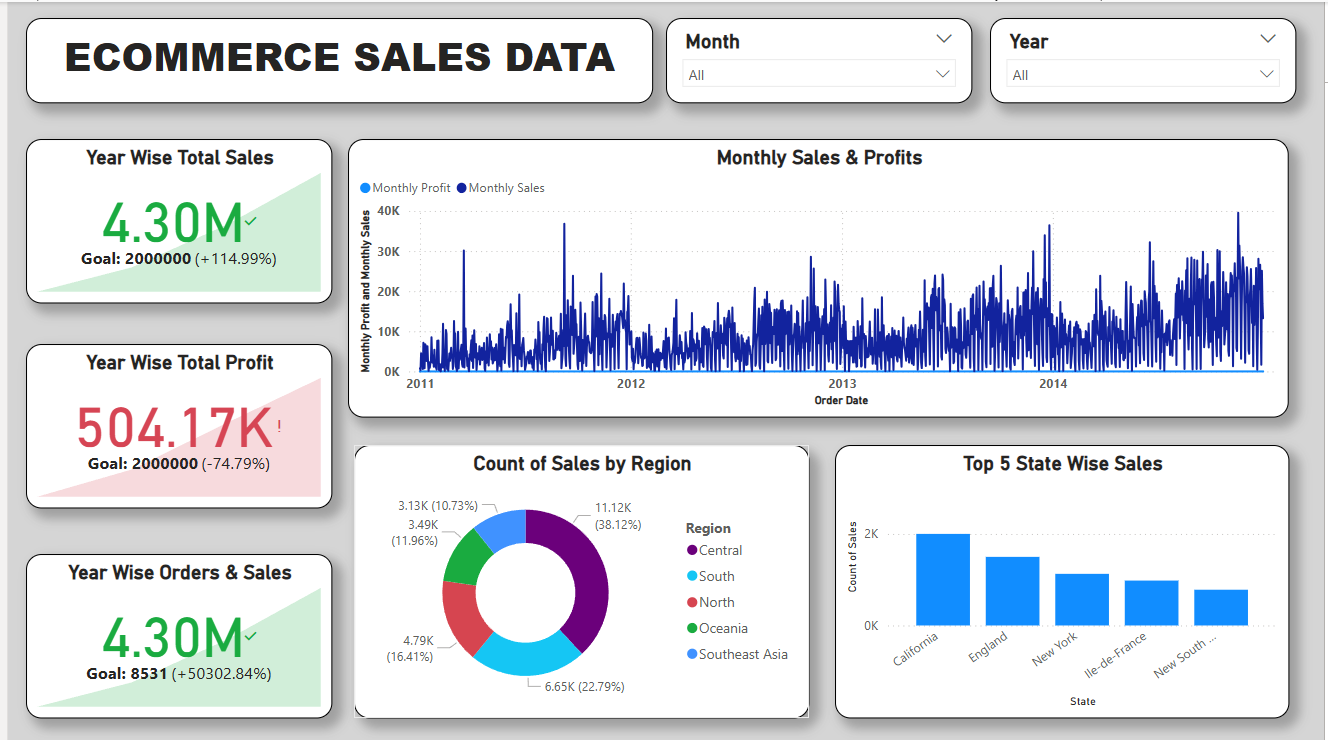 ECOMMERCE SALES DATA
Month
All
Year
All
Year Wise Total Sales
4.30M
Goal: 2000000 (+114.99%)
Year Wise Total Profit
504.17K!
Goal: 2000000 (-74.79%)
Year Wise Orders & Sales
4.30M
Goal: 8531 (+50302.84%)
Monthly Sales & Profits
Monthly Profit Monthly Sales
Monthly Profit and Monthly Sales
40K
30K
20K
10K
0K
2011 2012 2013 2014
Order Date
Count of Sales by Region
3.13K (10.73%)
3.49K
(11.96%)
4.79K
(16.41%)
6.65K (22.79%)
11.12K
(38.12%)
Region
Central
South
North
Oceania
Southeast Asia
Top 5 State Wise Sales
Count of Sales
2K
0K
California
England
New York
Ile-de-France
New South ...
State